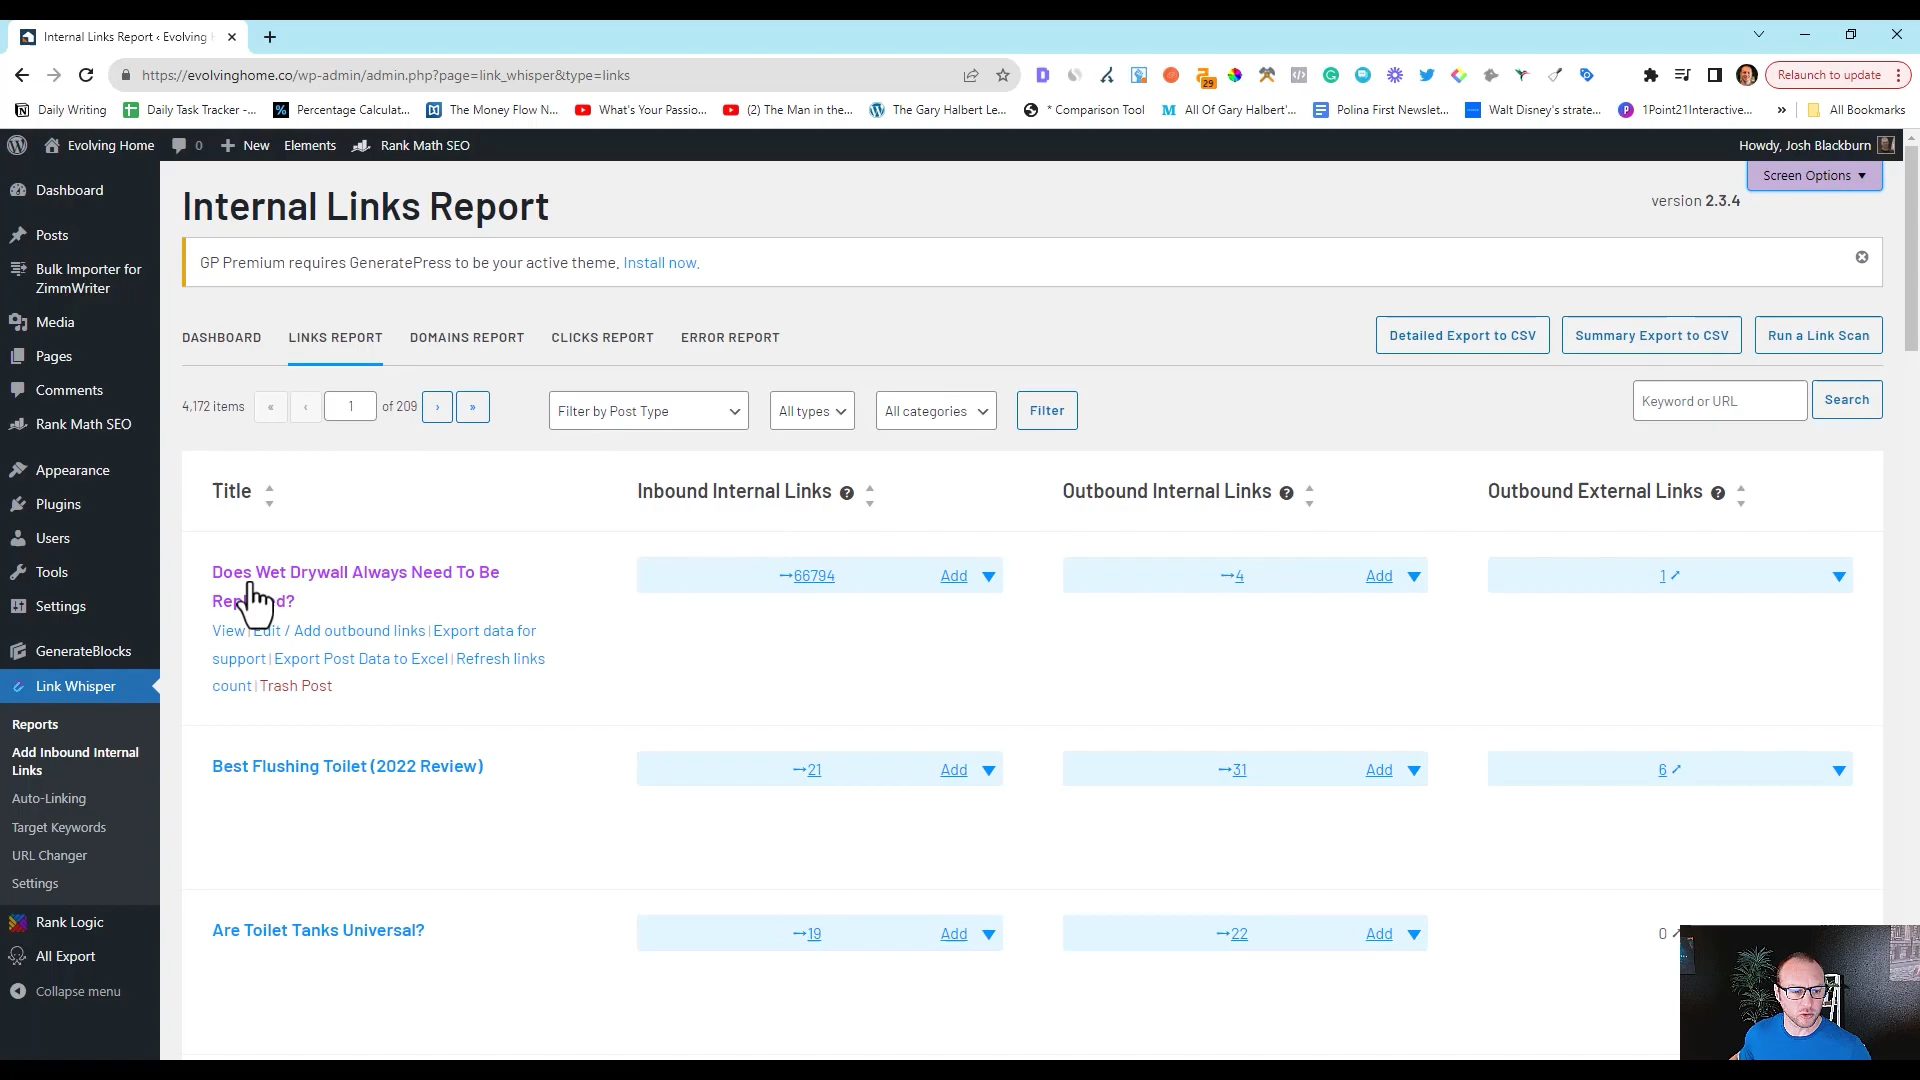 Internal Links Report ‹ Evolving H
https://evolvinghome.co/wp-admin/admin.php?page=link_whisper&type=links
29
Relaunch to update
Daily Writing
Daily Task Tracker -...
Percentage Calculat...
The Money Flow N...
What's Your Passio...
(2) The Man in the...
The Gary Halbert Le...
* Comparison Tool
All Of Gary Halbert'...
Polina First Newslet...
Walt Disney's strate...
1Point21Interactive...
»
All Bookmarks
Evolving Home
0
New
Elements
Rank Math SEO
Howdy, Josh Blackburn
Dashboard
Posts
Bulk Importer for
ZimmWriter
Media
Pages
Comments
Rank Math SEO
Appearance
Plugins
Users
Tools
Settings
GenerateBlocks
Link Whisper
Reports
Add Inbound Internal
Links
Auto-Linking
Target Keywords
URL Changer
Settings
Rank Logic
All Export
Collapse menu
Screen Options
Internal Links Report
version 2.3.4
GP Premium requires GeneratePress to be your active theme. Install now.
DASHBOARD
LINKS REPORT
DOMAINS REPORT
CLICKS REPORT
ERROR REPORT
Detailed Export to CSV
Summary Export to CSV
Run a Link Scan
4,172 items
«
‹
1
of 209
›
»
Filter by Post Type
All types
All categories
Filter
Keyword or URL
Search
Title
Inbound Internal Links
Outbound Internal Links
Outbound External Links
Does Wet Drywall Always Need To Be
66794
Add
4
Add
1
View | Edit / Add outbound links | Export data for
support | Export Post Data to Excel | Refresh links
count | Trash Post
Best Flushing Toilet (2022 Review)
21
Add
31
Add
6
Are Toilet Tanks Universal?
19
Add
22
Add
0